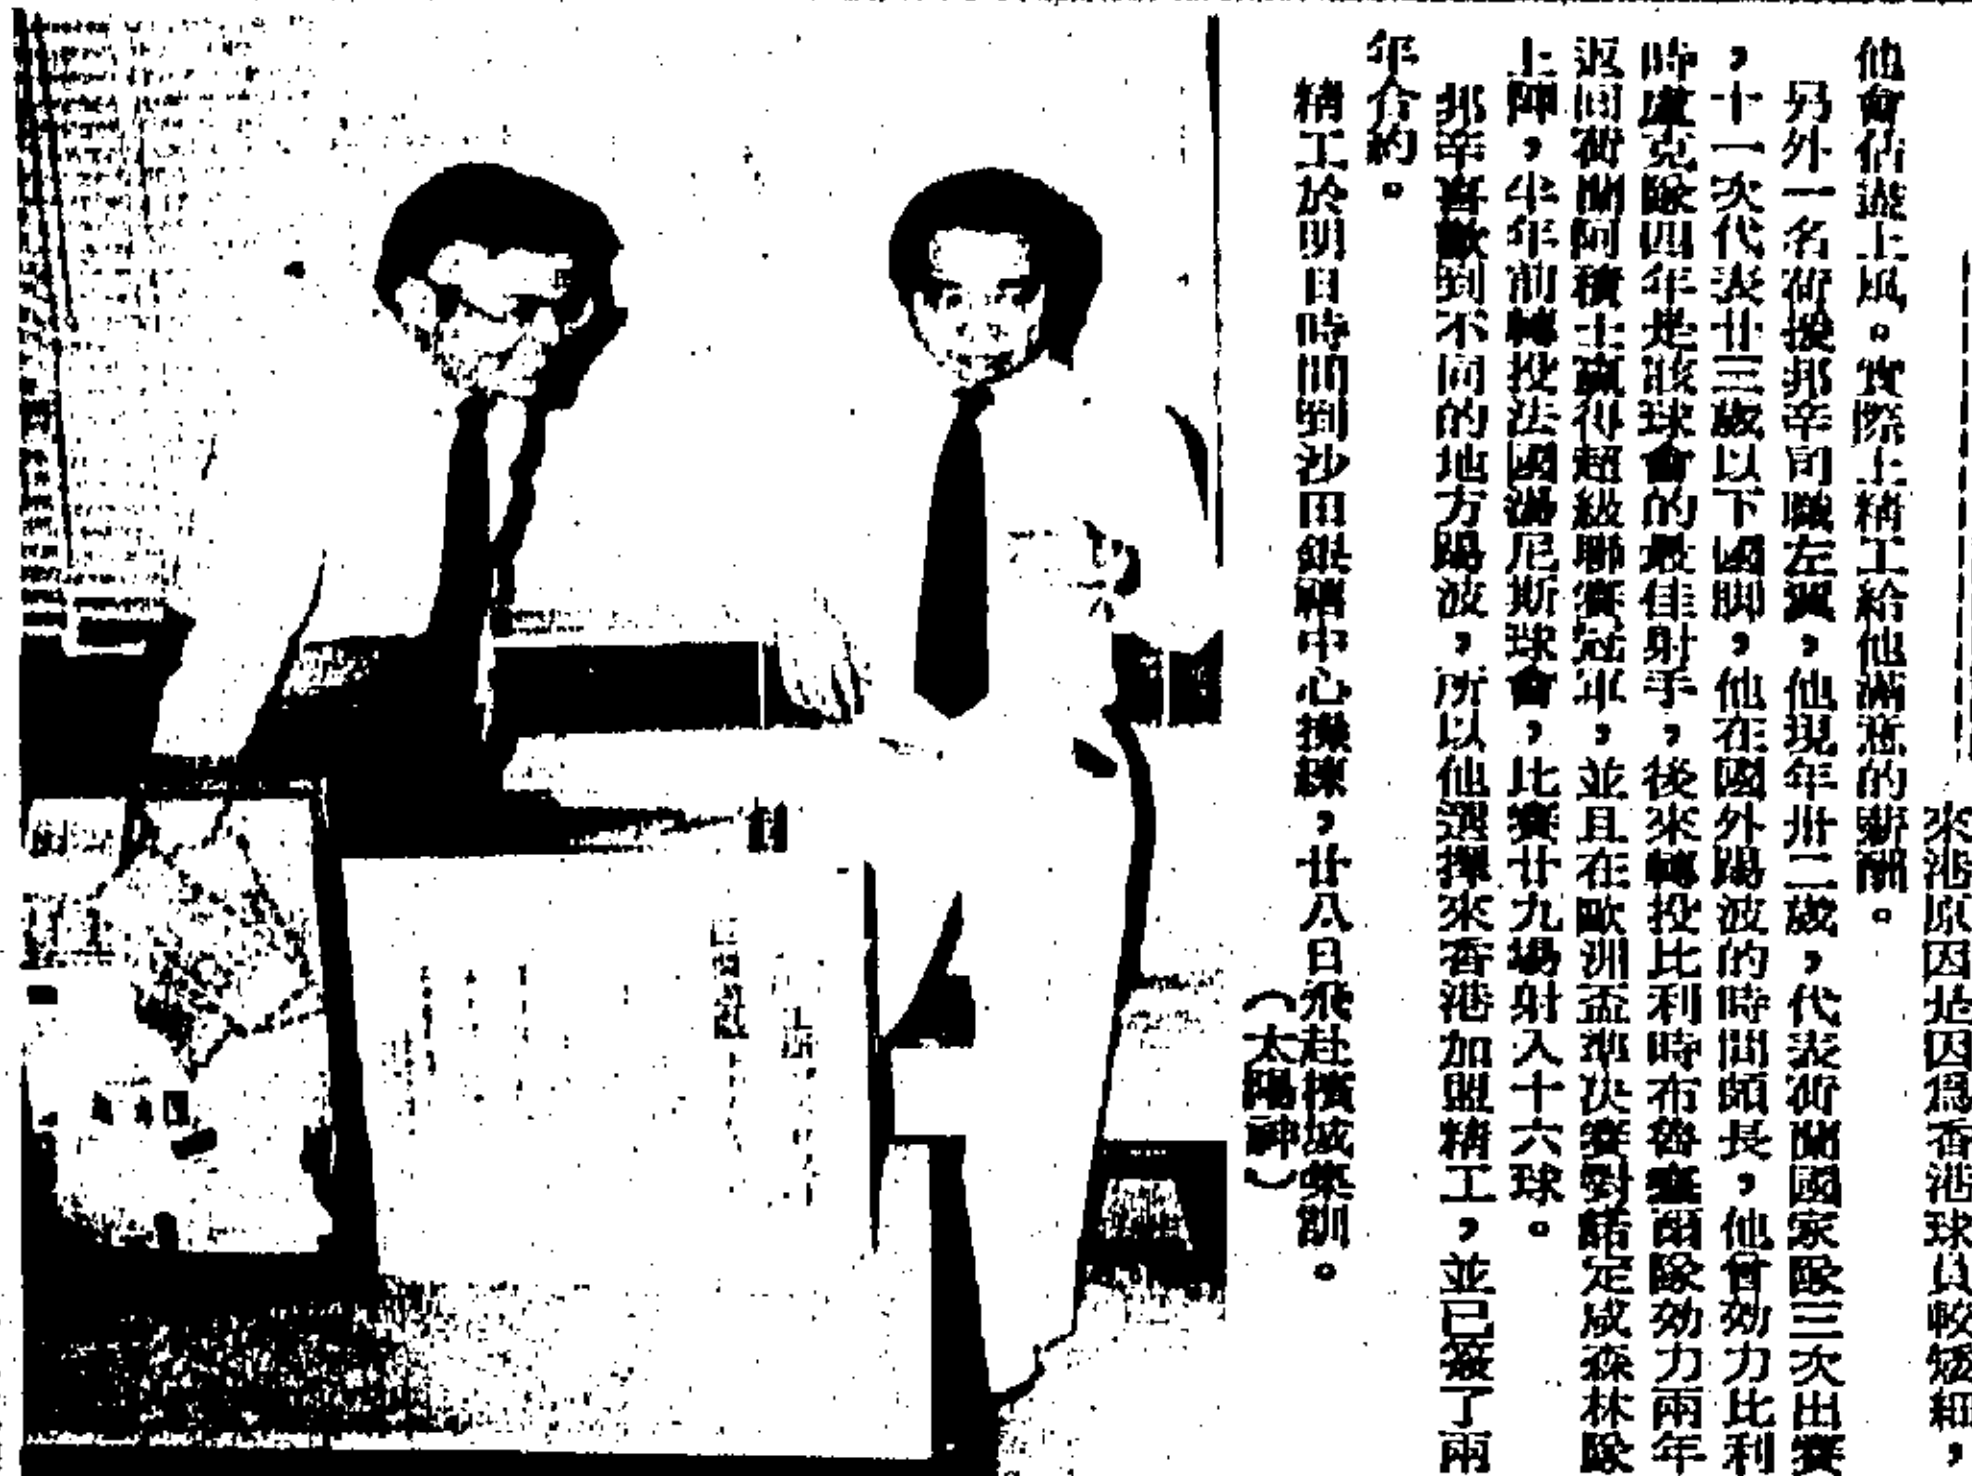 來港原因是因為香港球員較矮細，
他會佔盡上風。實際上精工給他滿意的薪酬。
另外一名荷援邦辛司職左翼，他現年卅二歲，代表荷蘭國家隊三次出賽
，十一次代表廿三歲以下國脚，他在國外踢波的時間頗長，他曾効力比利
時盧克隊四年是該球會的最佳射手，後來轉投比利時布魯塞爾隊効力兩年
返回荷蘭阿積士贏得超級聯賽冠軍，並且在歐洲盃準決賽對諾定咸森林隊
上陣，半年前轉投法國湯尼斯球會，比賽廿九場射入十六球。
邦辛喜歡到不同的地方踢波，所以他選擇來香港加盟精工，並已簽了兩
年合約。
精工於明日時間到沙田銀禧中心操練，廿八日飛赴檳城集訓。
（太陽神）